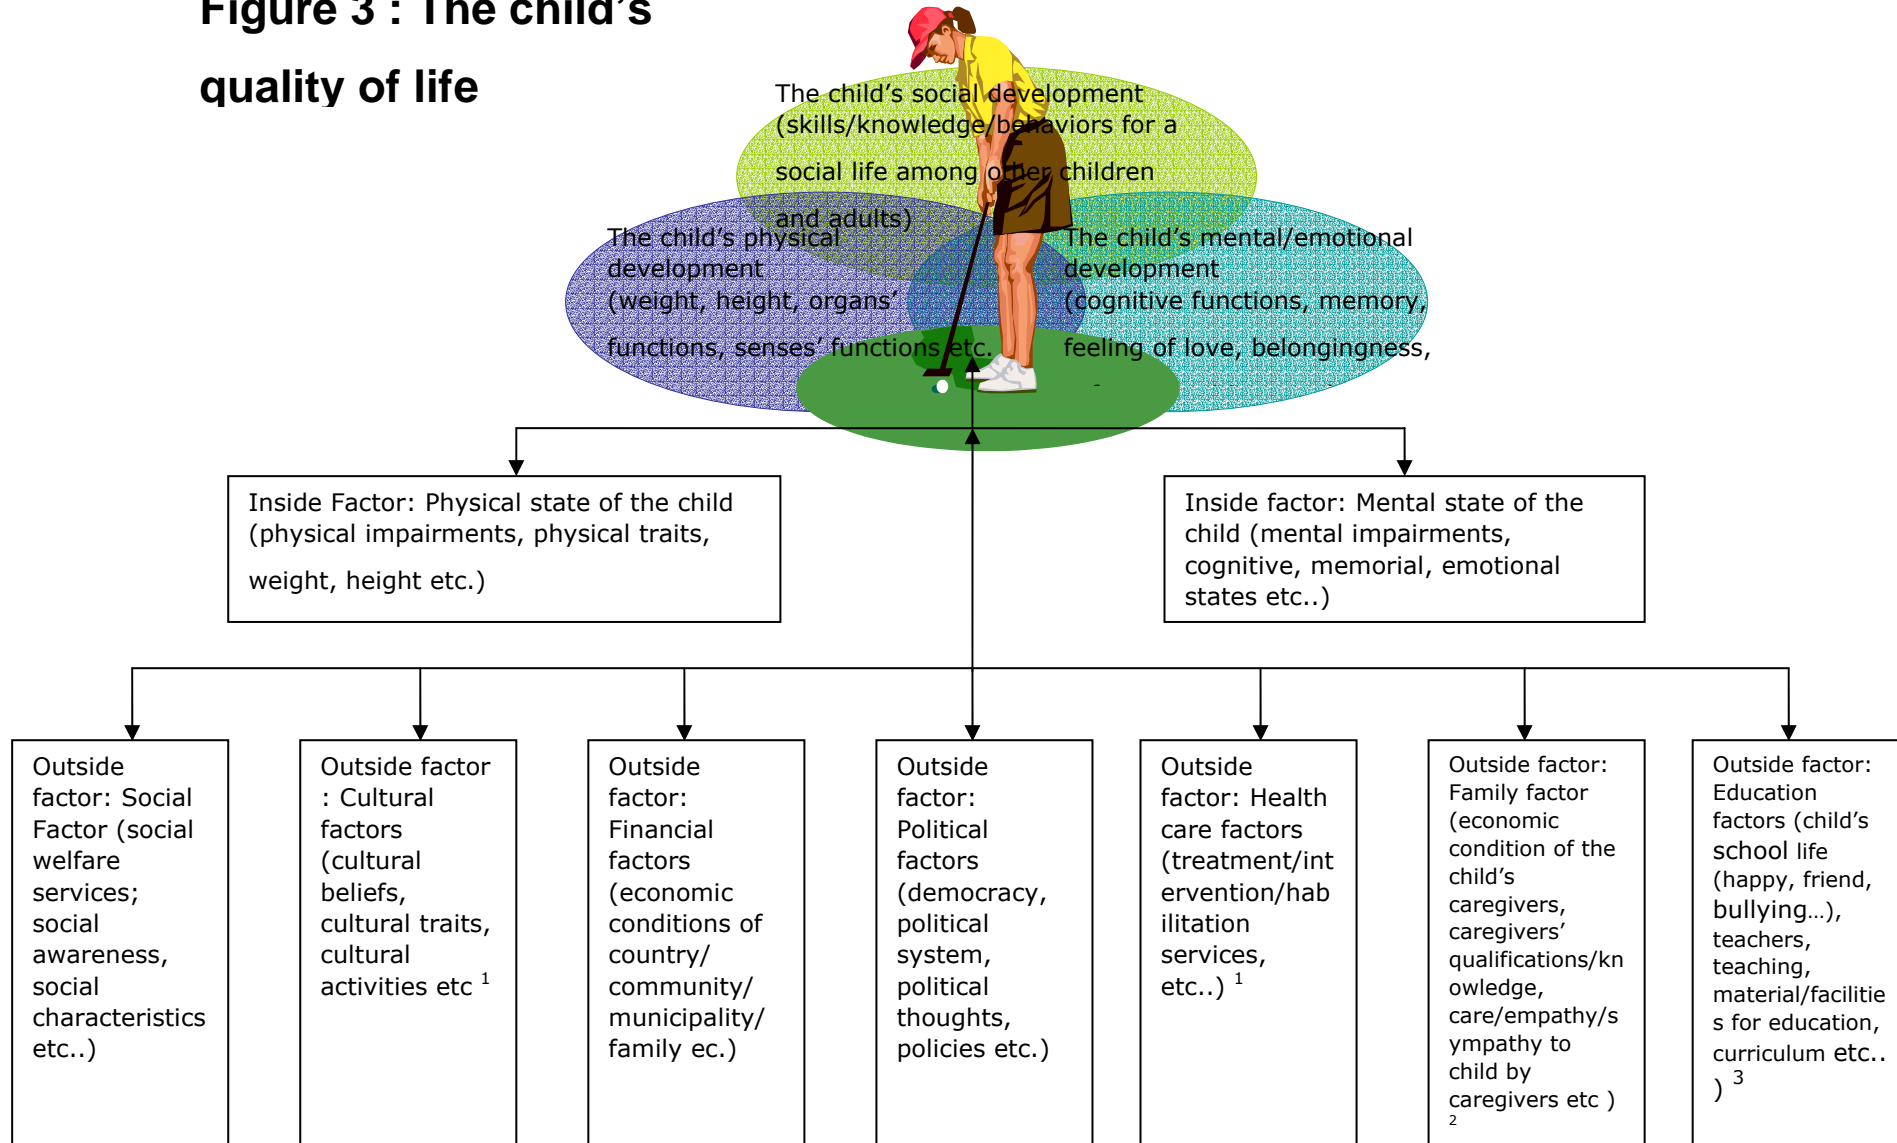 Figure 3 : The child's
quality of life
The child's social development
(skills/knowledge/behaviors for a
social life among other children
and adults)
The child's physical
development
(weight, height, organs'
functions, senses' functions etc.
The child's mental/emotional
development
(cognitive functions, memory,
feeling of love, belongingness,
Inside Factor: Physical state of the child
(physical impairments, physical traits,
weight, height etc.)
Inside factor: Mental state of the
child (mental impairments,
cognitive, memorial, emotional
states etc..)
Outside
factor: Social
Factor (social
welfare
services;
social
awareness,
social
characteristics
etc..)
Outside factor
: Cultural
factors
(cultural
beliefs,
cultural traits,
cultural
activities etc 1
Outside
factor:
Financial
factors
(economic
conditions of
country/
community/
municipality/
family ec.)
Outside
factor:
Political
factors
(democracy,
political
system,
political
thoughts,
policies etc.)
Outside
factor: Health
care factors
(treatment/int
ervention/hab
ilitation
services,
etc..) 1
Outside factor:
Family factor
(economic
condition of the
child's
caregivers,
caregivers'
qualifications/kn
owledge,
care/empathy/s
ympathy to
child by
caregivers etc )
2
Outside factor:
Education
factors (child's
school life
(happy, friend,
bullying…),
teachers,
teaching,
material/facilitie
s for education,
curriculum etc..
) 3